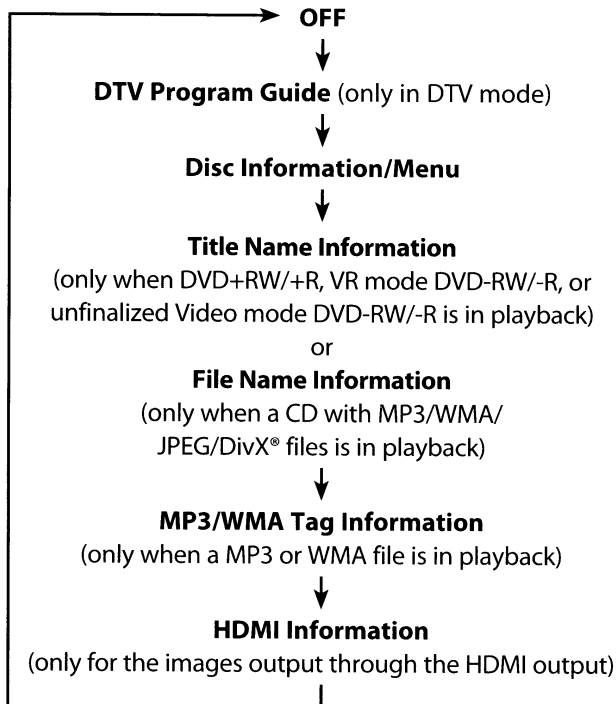 OFF
DTV Program Guide (only in DTV mode)
Disc Information/Menu
Title Name Information
(only when DVD+RW/+R, VR mode DVD-RW/-R, or
unfinalized Video mode DVD-RW/-R is in playback)
or
File Name Information
(only when a CD with MP3/WMA/
JPEG/DivX® files is in playback)
MP3/WMA Tag Information
(only when a MP3 or WMA file is in playback)
HDMI Information
(only for the images output through the HDMI output)